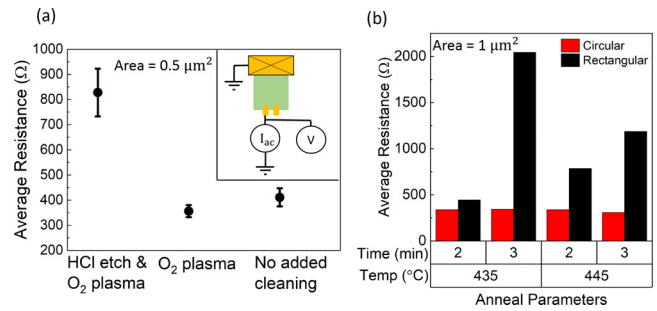 (a)
Average Resistance (Ω)
1000
900
800
700
600
500
400
300
200
Area = 0.5 μm²
I_ac
V
HCl etch &
O₂ plasma
O₂ plasma
No added
cleaning
(b)
Average Resistance (Ω)
2000
1500
1000
500
0
Area = 1 μm²
Circular
Rectangular
Time (min) 2 3 2 3
Temp (°C) 435 445
Anneal Parameters